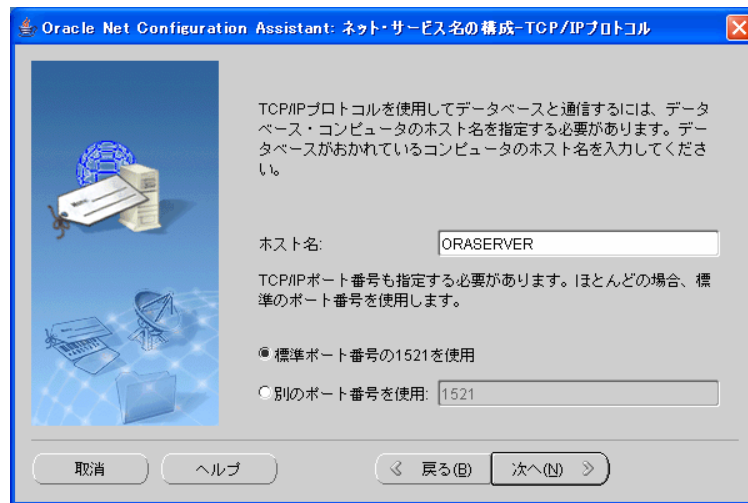 Oracle Net Configuration Assistant: ネット・サービス名の構成-TCP/IPプロトコル
TCP/IPプロトコルを使用してデータベースと通信するには、データ
ベース・コンピュータのホスト名を指定する必要があります。デー
タベースがおかれているコンピュータのホスト名を入力してくださ
い。
ホスト名: ORASERVER
TCP/IPポート番号も指定する必要があります。ほとんどの場合、標
準のポート番号を使用します。
標準ポート番号の1521を使用
別のポート番号を使用: 1521
取消 ヘルプ 戻る(B) 次へ(N)